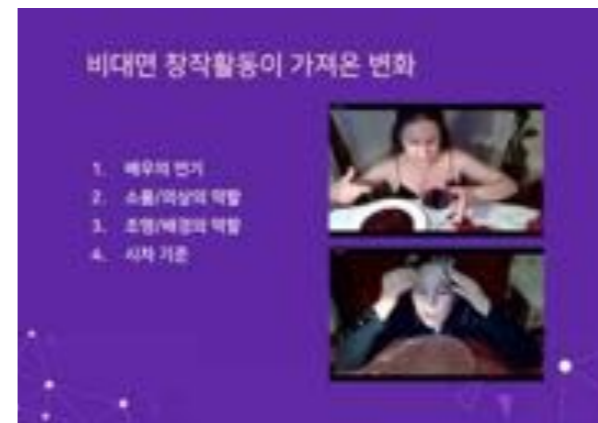 비대면 창작활동이 가져온 변화
1. 배우의 연기
2. 소품/의상의 역할
3. 조명/배경의 역할
4. 시차 기준